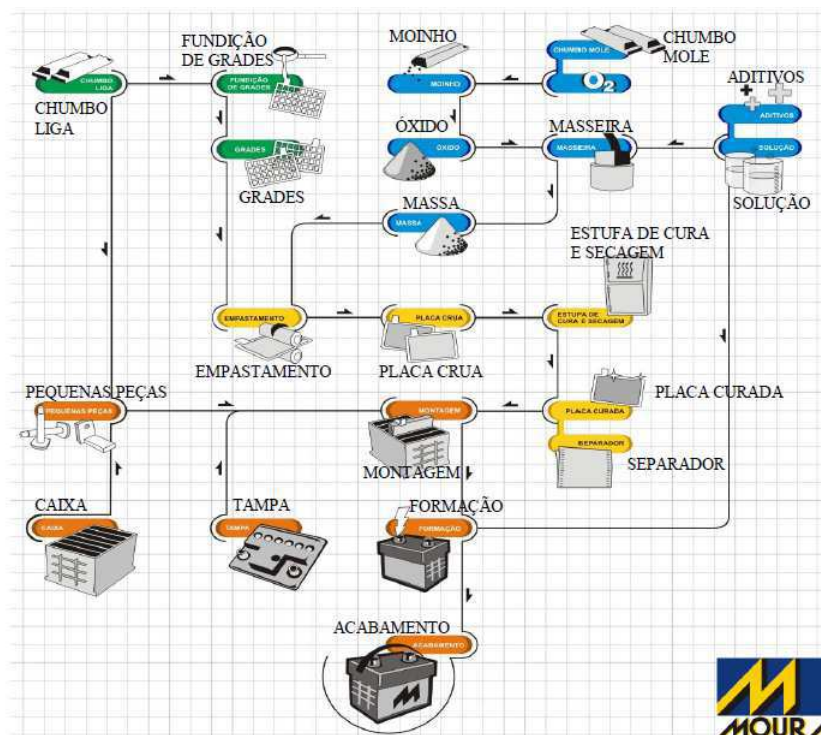 FUNDIÇÃO
DE GRADES
MOINHO
CHUMBO MOLE
CHUMBO
MOLE
CHUMBO
LIGA
FUNDIÇÃO
DE GRADES
MOINHO
O2
ADITIVOS
CHUMBO
LIGA
ADITIVOS
ÓXIDO
MASSEIRA
GRADES
ÓXIDO
MASSEIRA
SOLUÇÃO
GRADES
MASSA
SOLUÇÃO
MASSA
ESTUFA DE CURA
E SECAGEM
EMPASTAMENTO
PLACA CRUA
ESTUFA DE
CURA E SECAGEM
EMPASTAMENTO
PLACA CRUA
PEQUENAS PEÇAS
PLACA CURADA
PEQUENAS PEÇAS
MONTAGEM
PLACA CURADA
SEPARADOR
MONTAGEM
SEPARADOR
CAIXA
TAMPA
FORMAÇÃO
CAIXA
TAMPA
FORMAÇÃO
ACABAMENTO
ACABAMENTO
MOURA